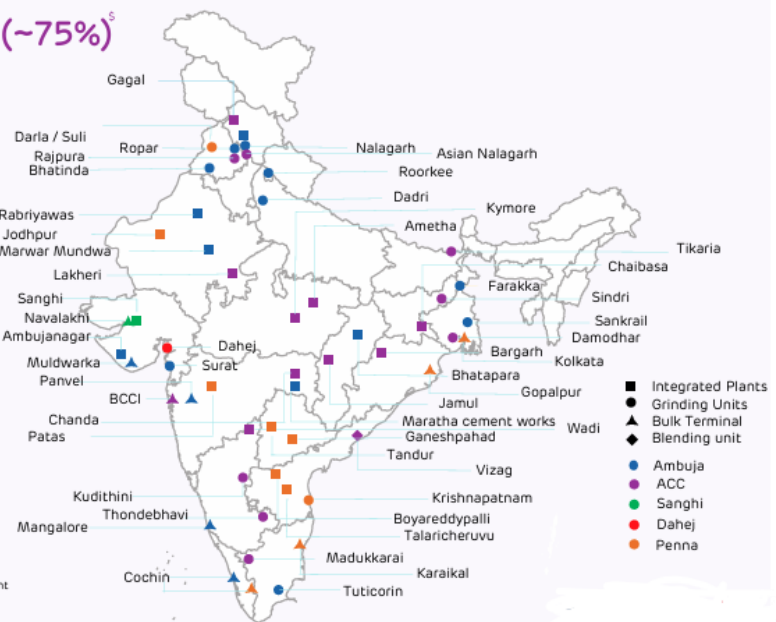 (~75%)$
Gagal
Darla / Suli
Ropar
Nalagarh
Asian Nalagarh
Rajpura
Bhatinda
Roorkee
Dadri
Rabriyawas
Kymore
Jodhpur
Ametha
Marwar Mundwa
Tikaria
Lakheri
Chaibasa
Farakka
Sanghi
Sindri
Navalakhi
Sankrail
Ambujanagar
Damodhar
Dahej
Bargarh
Muldwarka
Surat
Kolkata
Panvel
Bhatapara
BCCI
Gopalpur
Integrated Plants
Jamul
Grinding Units
Chanda
Maratha cement works
Wadi
Bulk Terminal
Patas
Ganeshpahad
Blending unit
Tandur
Vizag
Ambuja
ACC
Kudithini
Krishnapatnam
Sanghi
Thondebhavi
Boyareddypalli
Dahej
Mangalore
Talaricheruvu
Penna
Madukkarai
Cochin
Karaikal
nt
Tuticorin